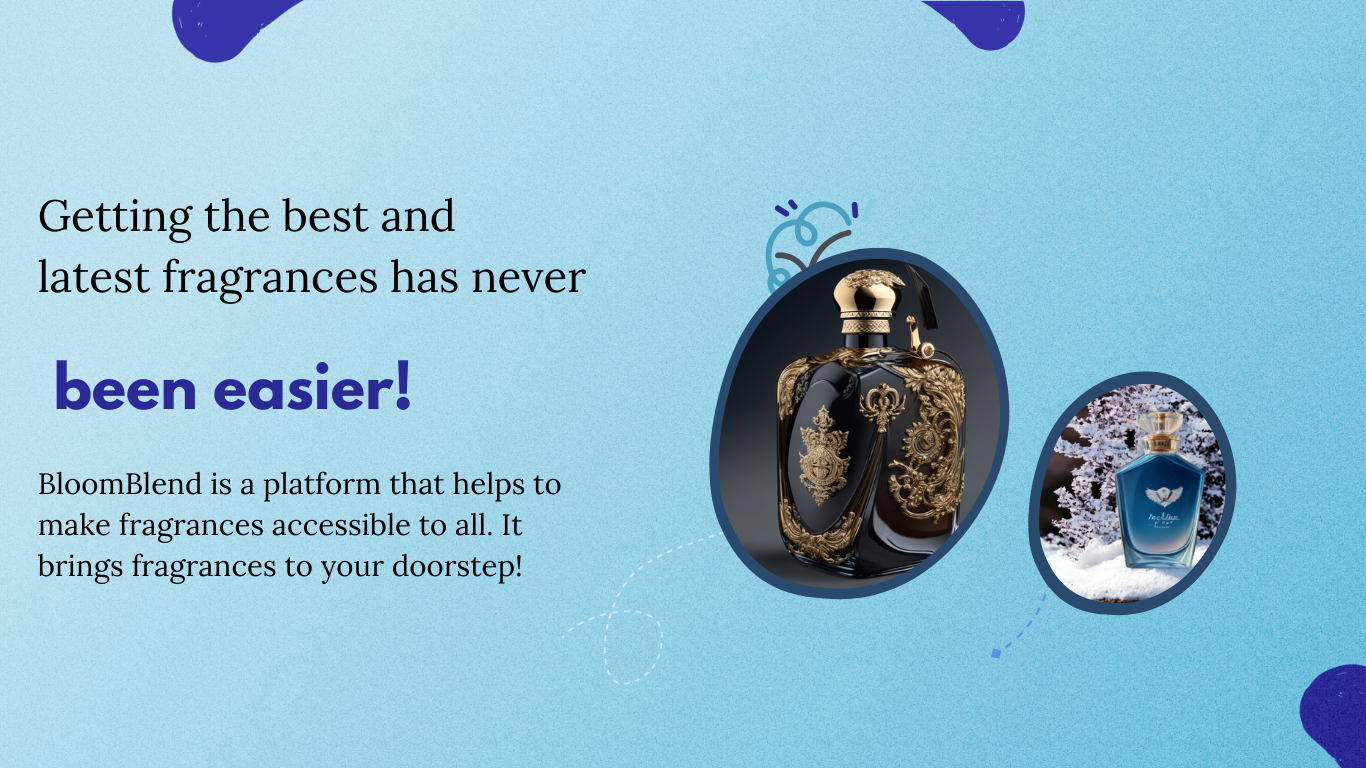 Getting the best and
latest fragrances has never
been easier!
BloomBlend is a platform that helps to
make fragrances accessible to all. It
brings fragrances to your doorstep!